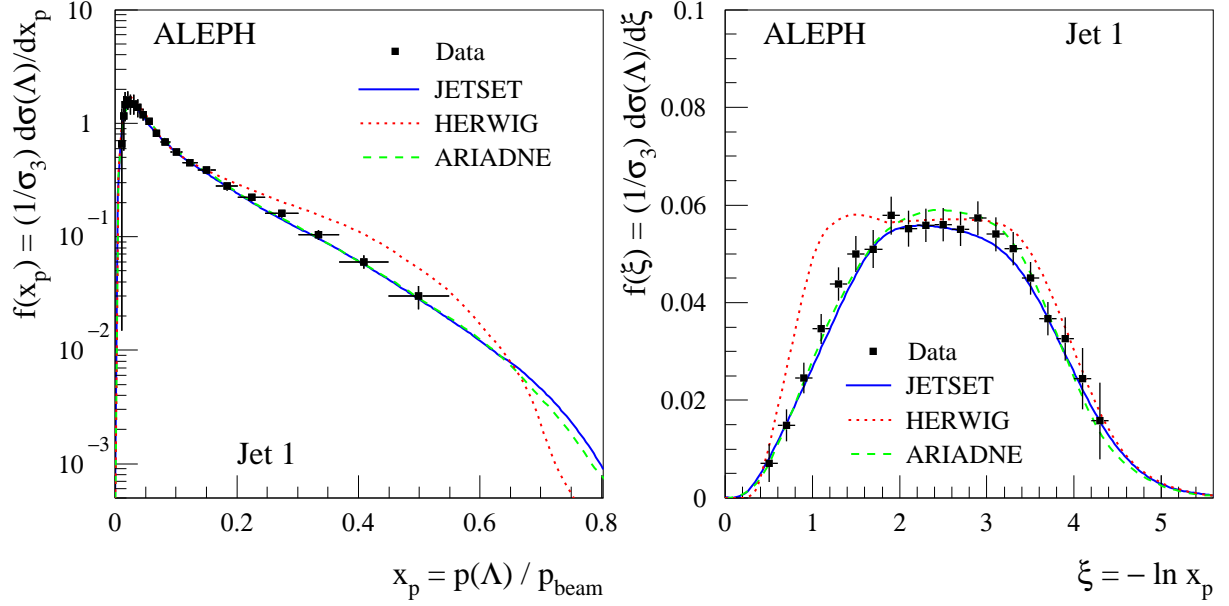 f(x_p) = (1/σ_3) dσ(Λ)/dx_p
ALEPH
Data
JETSET
HERWIG
ARIADNE
Jet 1
10
1
10^-1
10^-2
10^-3
0 0.2 0.4 0.6 0.8
x_p = p(Λ) / p_beam
f(ξ) = (1/σ_3) dσ(Λ)/dξ
ALEPH Jet 1
Data
JETSET
HERWIG
ARIADNE
0.1
0.08
0.06
0.04
0.02
0
0 1 2 3 4 5
ξ = − ln x_p